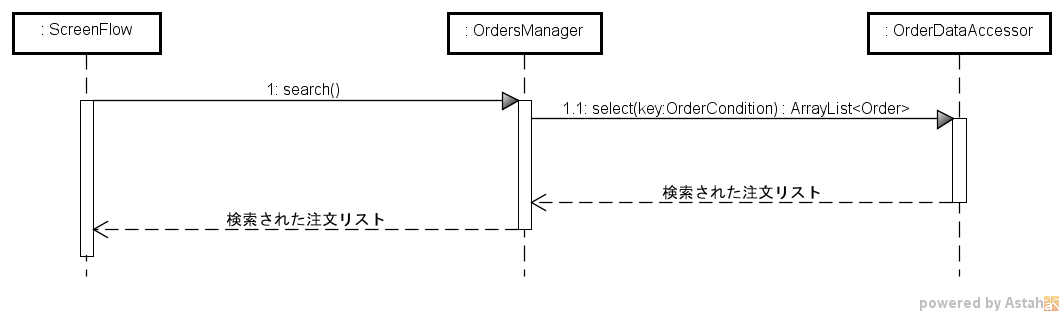 : ScreenFlow
: OrdersManager
: OrderDataAccessor
1: search()
1.1: select(key:OrderCondition) : ArrayList<Order>
検索された注文リスト
検索された注文リスト
powered by Astah